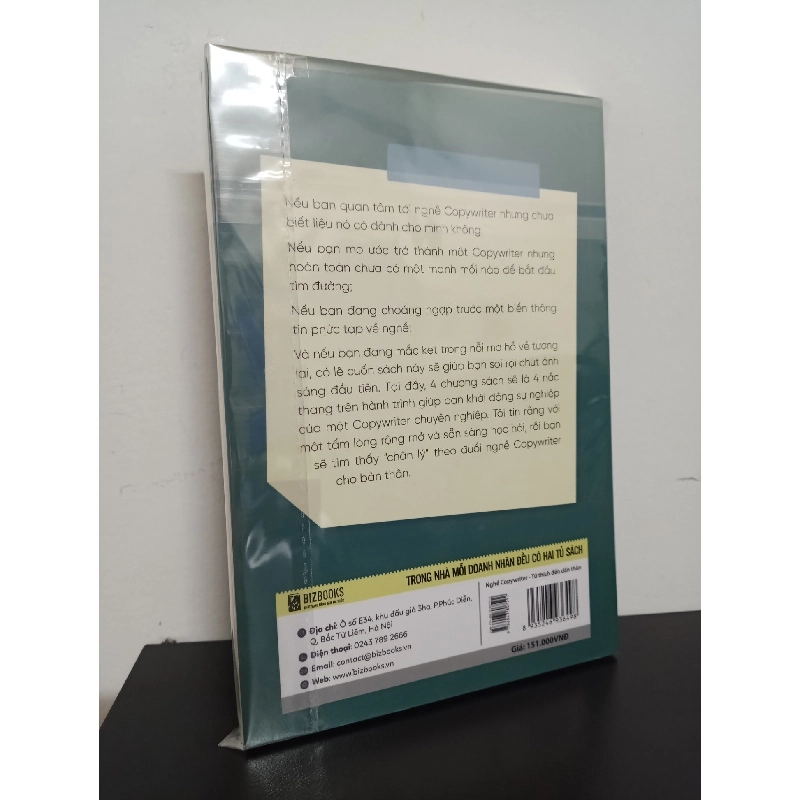 Nếu bạn quan tâm tới nghề Copywriter nhưng chưa
biết liệu nó có dành cho mình không;
Nếu bạn mơ ước trở thành một Copywriter nhưng
hoàn toàn chưa có một manh mối nào để bắt đầu
tìm đường;
Nếu bạn đang choáng ngợp trước một biển thông
tin phức tạp về nghề;
Và nếu bạn đang mắc kẹt trong nỗi mơ hồ về tương
lai, có lẽ cuốn sách này sẽ giúp bạn soi rọi chút ánh
sáng đầu tiên. Tại đây, 4 chương sách sẽ là 4 nấc
thang trên hành trình giúp bạn khởi động sự nghiệp
của một Copywriter chuyên nghiệp. Tôi tin rằng với
một tấm lòng rộng mở và sẵn sàng học hỏi, rồi bạn
sẽ tìm thấy "chân lý" theo đuổi nghề Copywriter
cho bản thân.
TRONG NHÀ MỖI DOANH NHÂN ĐỀU CÓ HAI TỦ SÁCH
BIZBOOKS
Địa chỉ: Ô số E34, khu đấu giá 3ha, P.Phúc Diễn,
Q. Bắc Từ Liêm, Hà Nội
Điện thoại: 0243 789 2666
Email: contact@bizbooks.vn
Web: www.bizbooks.vn
Nghề Copywriter - Từ thích đến dấn thân
Giá: 151.000VNĐ